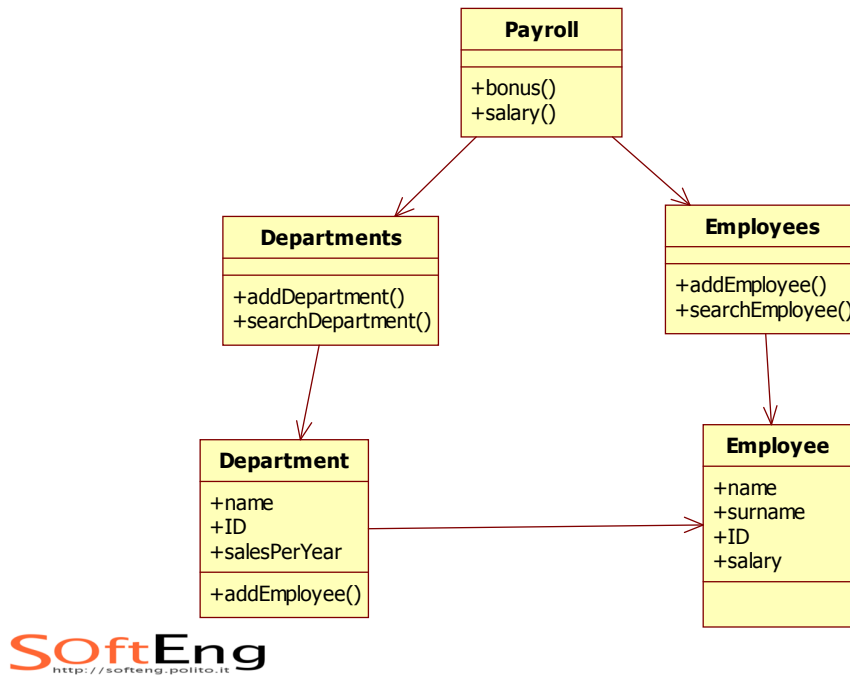 Payroll
+bonus()
+salary()
Departments
+addDepartment()
+searchDepartment()
Employees
+addEmployee()
+searchEmployee()
Department
+name
+ID
+salesPerYear
+addEmployee()
Employee
+name
+surname
+ID
+salary
SOftEng
http://softeng.polito.it